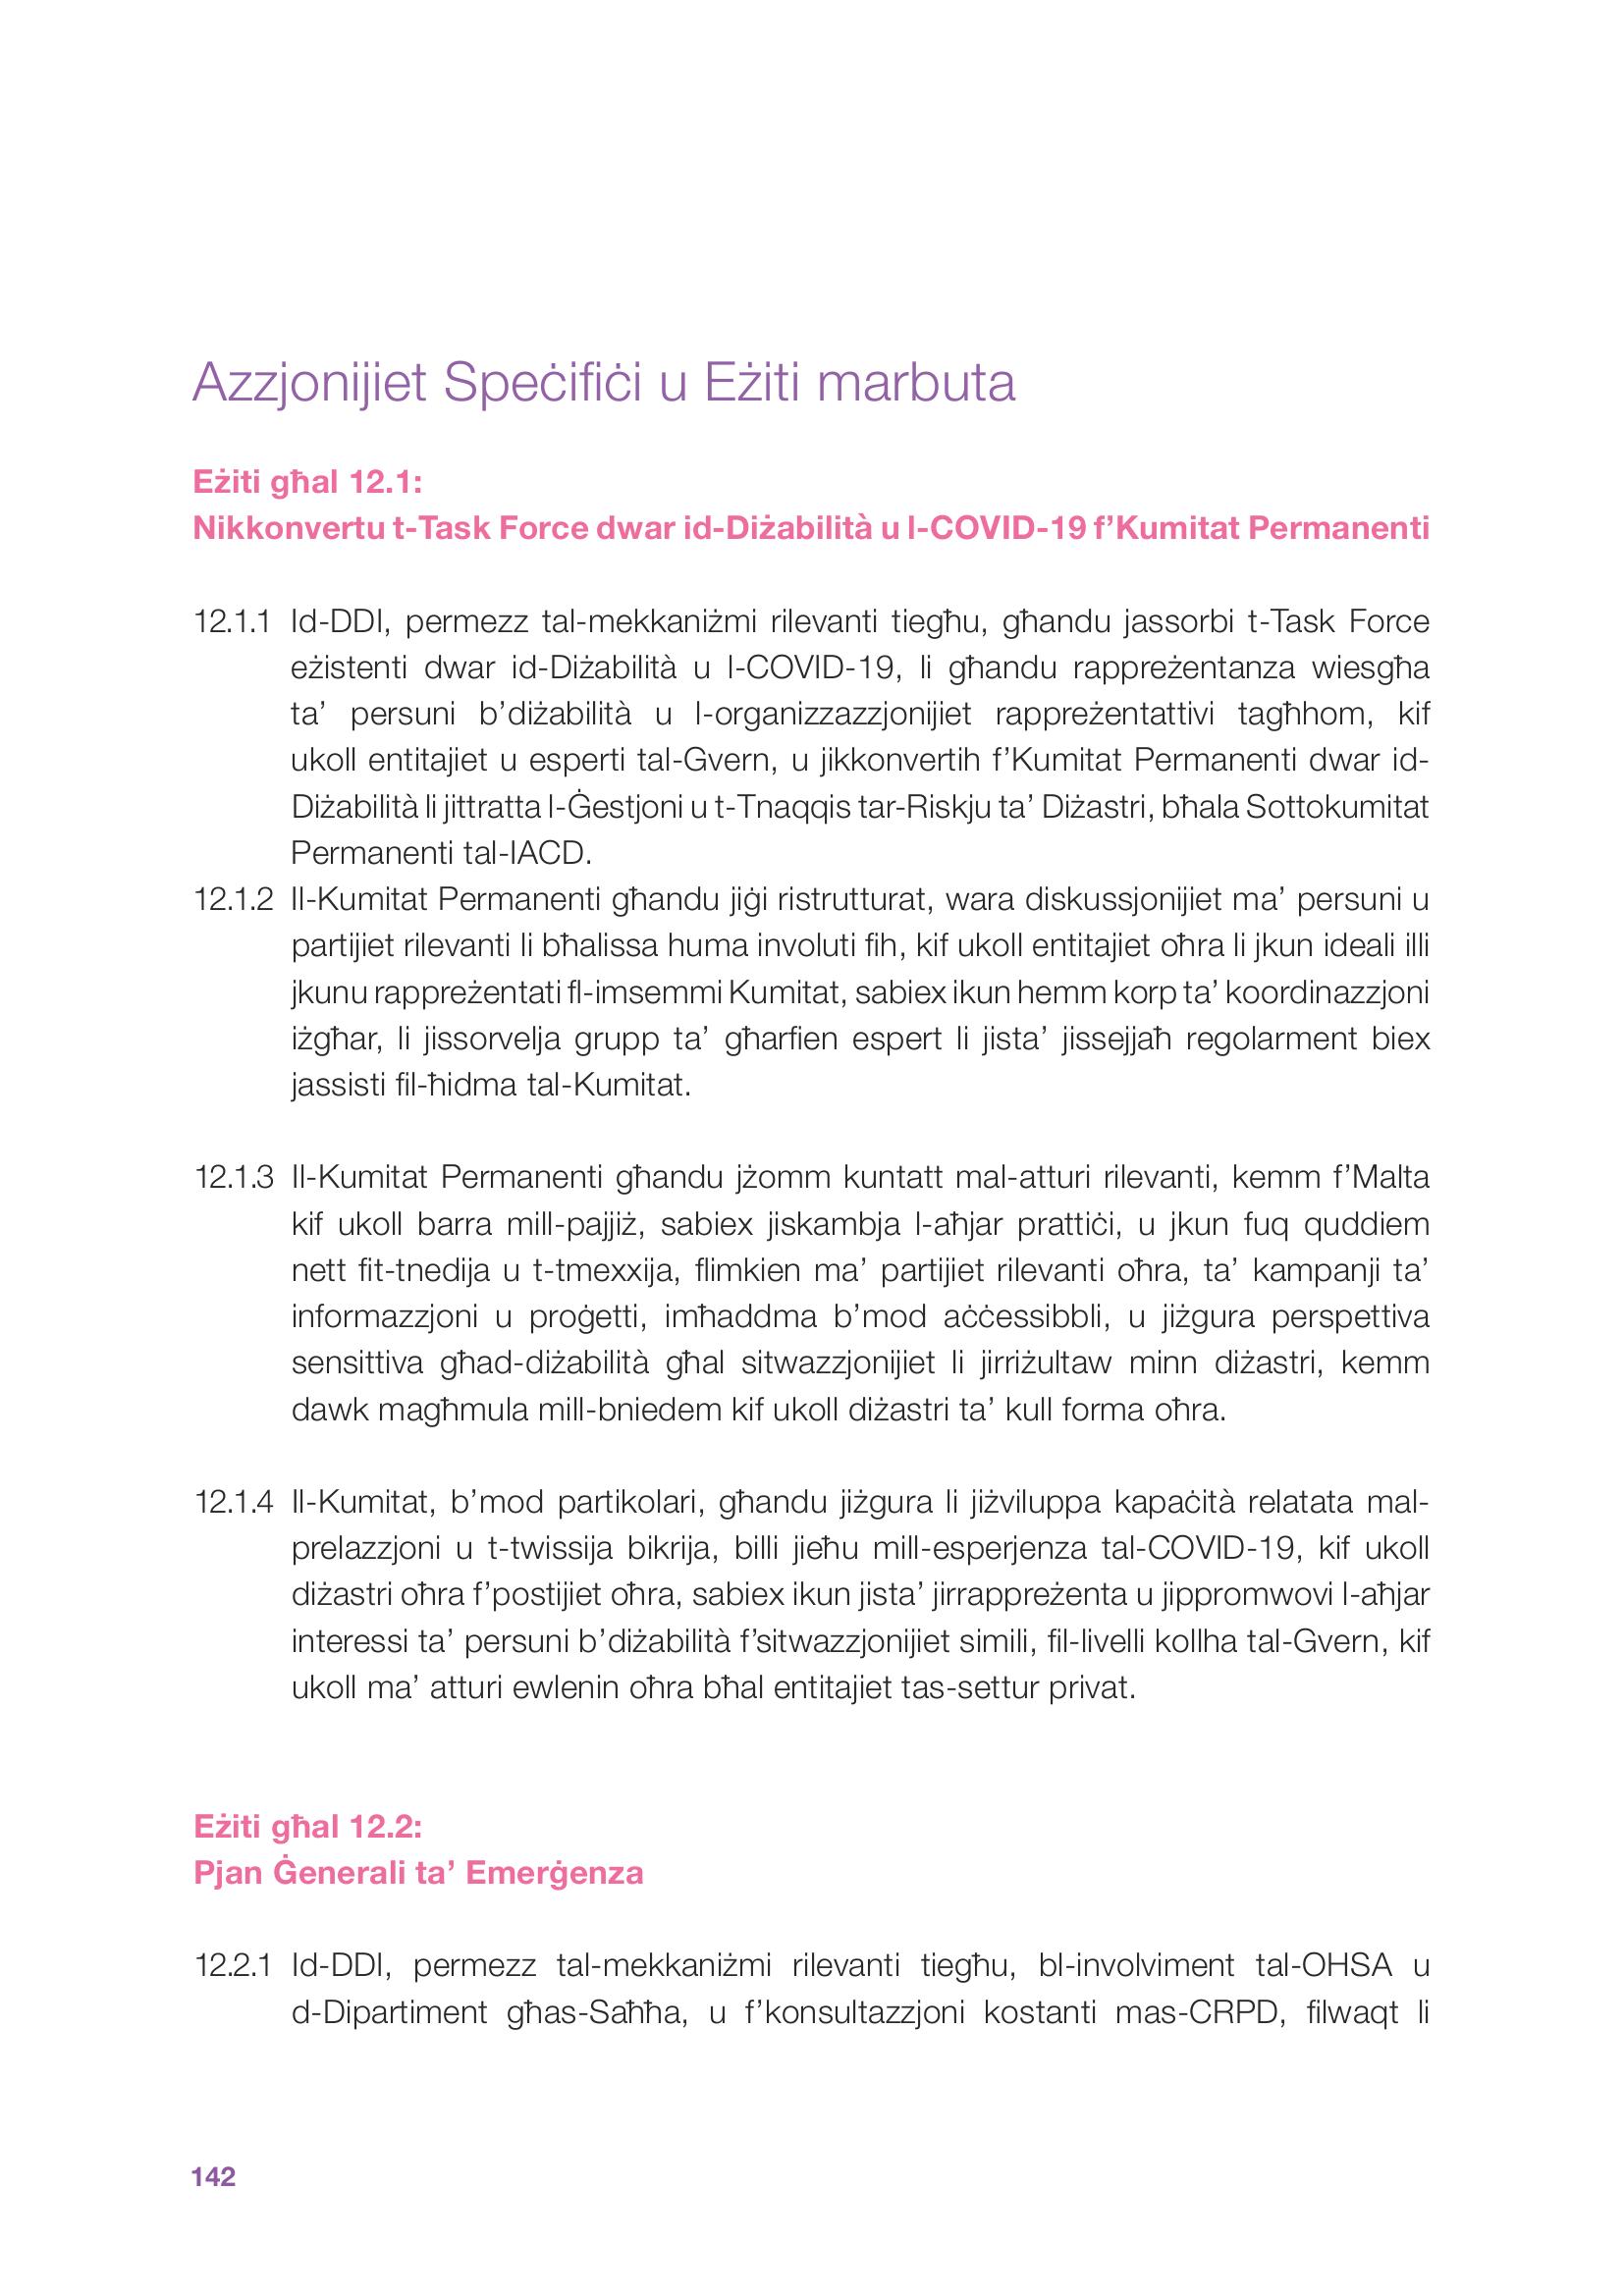 Azzjonijiet Speċifiċi u Eżiti marbuta
Eżiti għal 12.1:
Nikkonvertu t-Task Force dwar id-Diżabilità u l-COVID-19 f’Kumitat Permanenti
12.1.1 Id-DDI, permezz tal-mekkaniżmi rilevanti tiegħu, għandu jassorbi t-Task Force
eżistenti dwar id-Diżabilità u l-COVID-19, li għandu rappreżentanza wiesgħa
ta’ persuni b’diżabilità u l-organizzazzjonijiet rappreżentattivi tagħhom, kif
ukoll entitajiet u esperti tal-Gvern, u jikkonvertih f’Kumitat Permanenti dwar id-
Diżabilità li jittratta l-Ġestjoni u t-Tnaqqis tar-Riskju ta’ Diżastri, bħala Sottokumitat
Permanenti tal-IACD.
12.1.2 Il-Kumitat Permanenti għandu jiġi ristrutturat, wara diskussjonijiet ma’ persuni u
partijiet rilevanti li bħalissa huma involuti fih, kif ukoll entitajiet oħra li jkun ideali illi
jkunu rappreżentati fl-imsemmi Kumitat, sabiex ikun hemm korp ta’ koordinazzjoni
iżgħar, li jissorvelja grupp ta’ għarfien espert li jista’ jissejjaħ regolarment biex
jassisti fil-ħidma tal-Kumitat.
12.1.3 Il-Kumitat Permanenti għandu jżomm kuntatt mal-atturi rilevanti, kemm f’Malta
kif ukoll barra mill-pajjiż, sabiex jiskambja l-aħjar prattiċi, u jkun fuq quddiem
nett fit-tnedija u t-tmexxija, flimkien ma’ partijiet rilevanti oħra, ta’ kampanji ta’
informazzjoni u proġetti, imħaddma b’mod aċċessibbli, u jiżgura perspettiva
sensittiva għad-diżabilità għal sitwazzjonijiet li jirriżultaw minn diżastri, kemm
dawk magħmula mill-bniedem kif ukoll diżastri ta’ kull forma oħra.
12.1.4 Il-Kumitat, b’mod partikolari, għandu jiżgura li jiżviluppa kapaċità relatata mal-
prelazzjoni u t-twissija bikrija, billi jieħu mill-esperjenza tal-COVID-19, kif ukoll
diżastri oħra f’postijiet oħra, sabiex ikun jista’ jirrappreżenta u jippromwovi l-aħjar
interessi ta’ persuni b’diżabilità f’sitwazzjonijiet simili, fil-livelli kollha tal-Gvern, kif
ukoll ma’ atturi ewlenin oħra bħal entitajiet tas-settur privat.
Eżiti għal 12.2:
Pjan Ġenerali ta’ Emerġenza
12.2.1 Id-DDI, permezz tal-mekkaniżmi rilevanti tiegħu, bl-involviment tal-OHSA u
d-Dipartiment għas-Saħħa, u f’konsultazzjoni kostanti mas-CRPD, filwaqt li
142